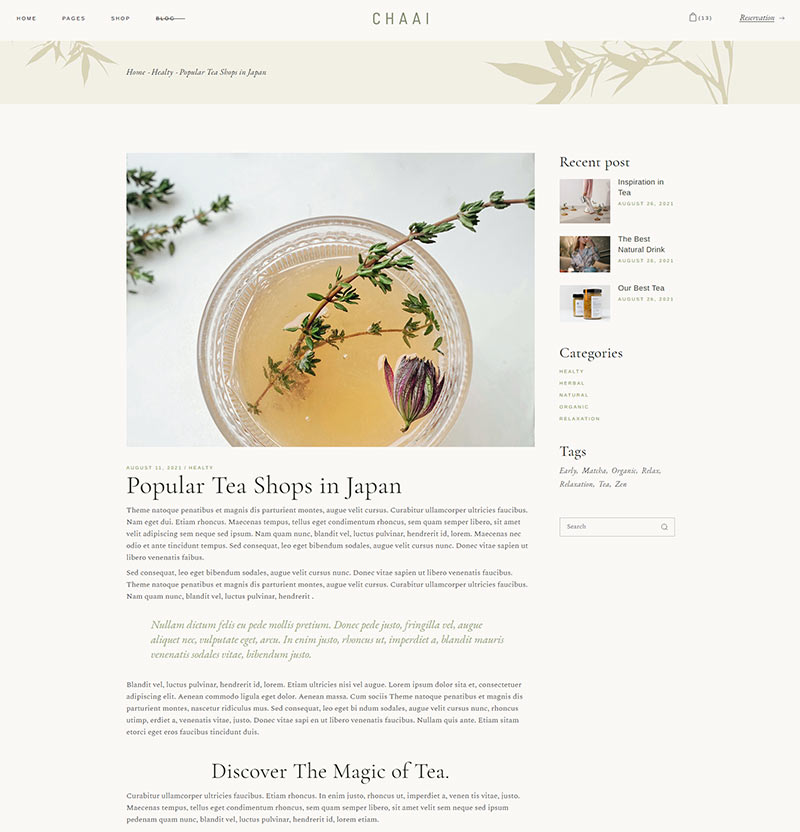 HOME PAGES SHOP BLOG CHAAI (13) Reservation →
Home - Healty - Popular Tea Shops in Japan
Recent post
Inspiration in
Tea
AUGUST 26, 2021
The Best
Natural Drink
AUGUST 26, 2021
Our Best Tea
AUGUST 26, 2021
Categories
HEALTY
HERBAL
NATURAL
ORGANIC
RELAXATION
Tags
Early, Matcha, Organic, Relax,
Relaxation, Tea, Zen
Search
AUGUST 11, 2021 | HEALTY
Popular Tea Shops in Japan
Theme natoque penatibus et magnis dis parturient montes, augue velit cursus. Curabitur ullamcorper ultricies faucibus.
Nam eget dui. Etiam rhoncus. Maecenas tempus, tellus eget condimentum rhoncus, sem quam semper libero, sit amet
velit adipiscing sem neque sed ipsum. Nam quam nunc, blandit vel, luctus pulvinar, hendrerit id, lorem. Maecenas nec
odio et ante tincidunt tempus. Sed consequat, leo eget bibendum sodales, augue velit cursus nunc. Donec vitae sapien ut
libero venenatis faibus.
Sed consequat, leo eget bibendum sodales, augue velit cursus nunc. Donec vitae sapien ut libero venenatis faucibus.
Theme natoque penatibus et magnis dis parturient montes, augue velit cursus. Curabitur ullamcorper ultricies faucibus.
Nam quam nunc, blandit vel, luctus pulvinar, hendrerit .
Nullam dictum felis eu pede mollis pretium. Donec pede justo, fringilla vel, augue
aliquet nec, vulputate eget, arcu. In enim justo, rhoncus ut, imperdiet a, blandit mauris
venenatis sodales vitae, bibendum justo.
Blandit vel, luctus pulvinar, hendrerit id, lorem. Etiam ultricies nisi vel augue. Lorem ipsum dolor sita et, consectetuer
adipiscing elit. Aenean commodo ligula eget dolor. Aenean massa. Cum sociis Theme natoque penatibus et magnis dis
parturient montes, nascetur ridiculus mus. Sed consequat, leo eget bi ndum sodales, augue velit cursus nunc, rhoncus
utimp, erdiet a, venenatis vitae, justo. Donec vitae sapi en ut libero venenatis faucibus. Nullam quis ante. Etiam sitam
etorci eget eros faucibus tincidunt duis.
Discover The Magic of Tea.
Curabitur ullamcorper ultricies faucibus. Etiam rhoncus. In enim justo, rhoncus ut, imperdiet a, venen tis vitae, justo.
Maecenas tempus, tellus eget condimentum rhoncus, sem quam semper libero, sit amet velit sem neque sed ipsum
pedenam quam nunc, blandit vel, luctus pulvinar, hendrerit id, lorem etiam.